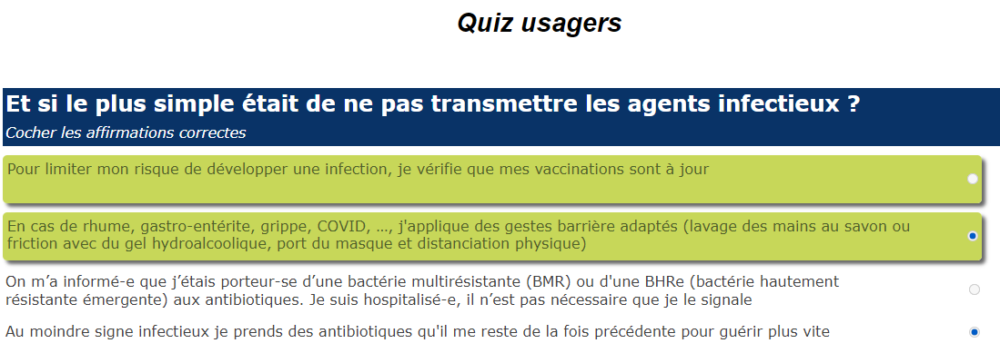 Quiz usagers
Et si le plus simple était de ne pas transmettre les agents infectieux ?
Cocher les affirmations correctes
Pour limiter mon risque de développer une infection, je vérifie que mes vaccinations sont à jour
En cas de rhume, gastro-entérite, grippe, COVID, ..., j'applique des gestes barrière adaptés (lavage des mains au savon ou
friction avec du gel hydroalcoolique, port du masque et distanciation physique)
On m’a informé-e que j’étais porteur-se d’une bactérie multirésistante (BMR) ou d'une BHRe (bactérie hautement
résistante émergente) aux antibiotiques. Je suis hospitalisé-e, il n’est pas nécessaire que je le signale
Au moindre signe infectieux je prends des antibiotiques qu'il me reste de la fois précédente pour guérir plus vite